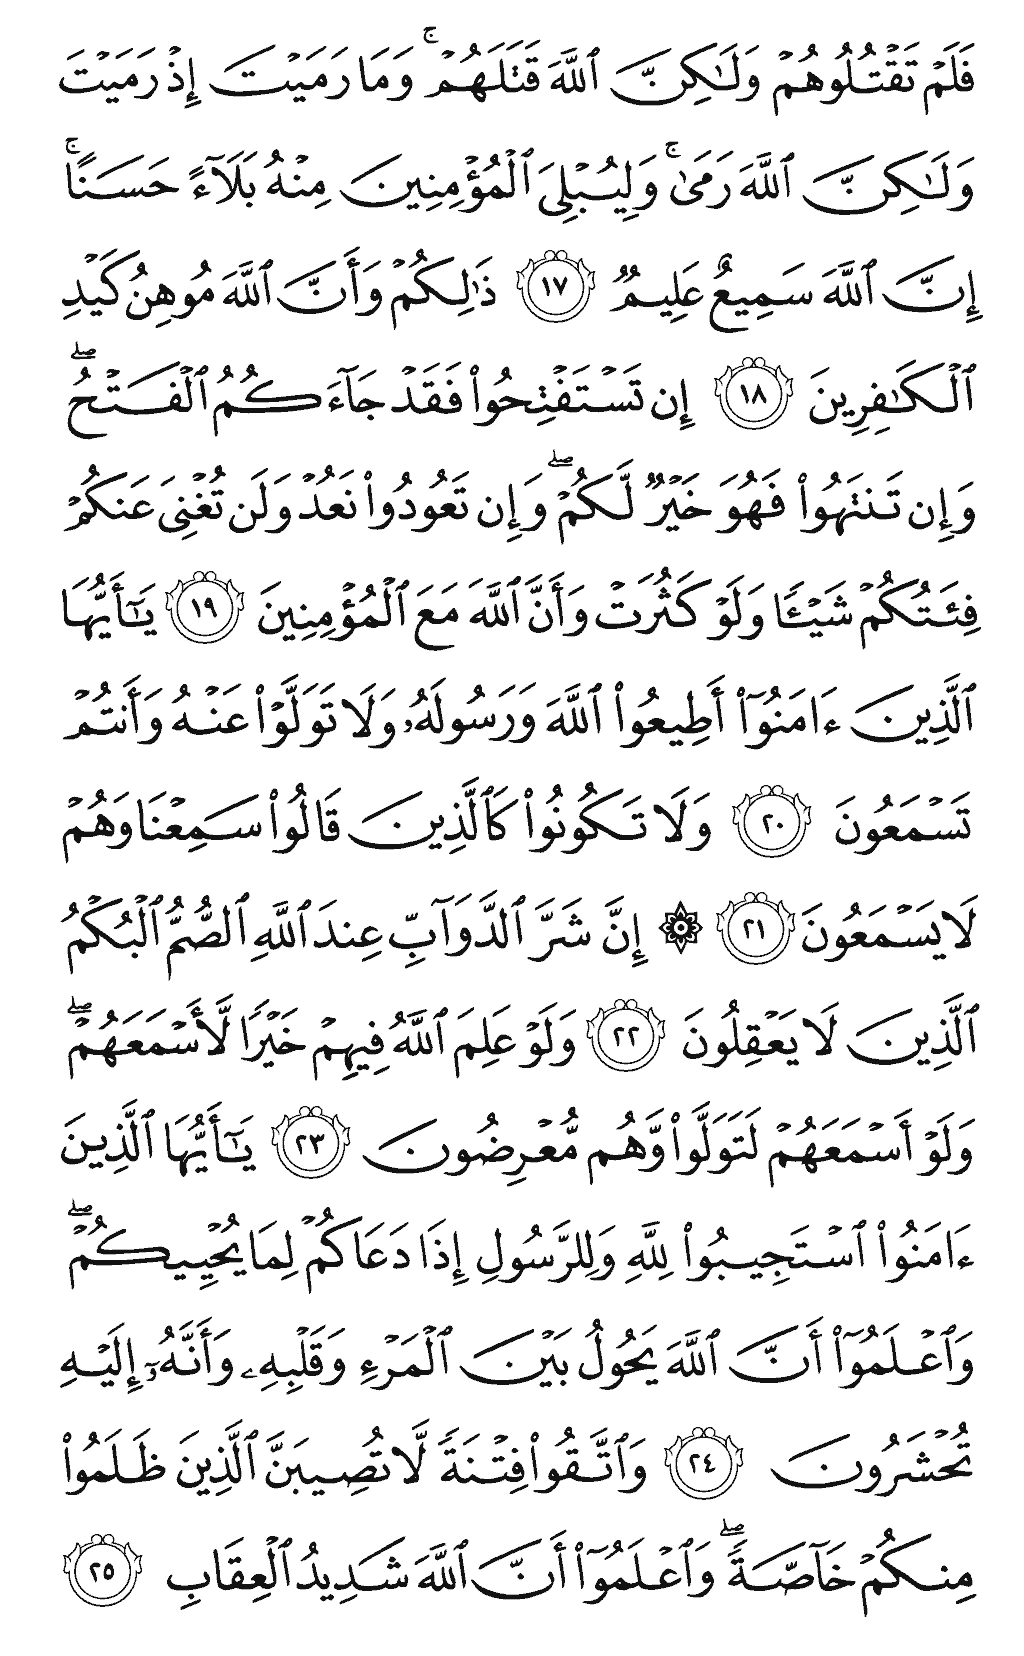 فَلَمْ تَقْتُلُوهُمْ وَلَٰكِنَّ ٱللَّهَ قَتَلَهُمْ ۚ وَمَا رَمَيْتَ إِذْ رَمَيْتَ
وَلَٰكِنَّ ٱللَّهَ رَمَىٰ ۚ وَلِيُبْلِىَ ٱلْمُؤْمِنِينَ مِنْهُ بَلَآءً حَسَنًا ۚ
إِنَّ ٱللَّهَ سَمِيعٌ عَلِيمٌ ١٧ ذَٰلِكُمْ وَأَنَّ ٱللَّهَ مُوهِنُ كَيْدِ
ٱلْكَٰفِرِينَ ١٨ إِن تَسْتَفْتِحُوا۟ فَقَدْ جَآءَكُمُ ٱلْفَتْحُ ۖ
وَإِن تَنتَهُوا۟ فَهُوَ خَيْرٌ لَّكُمْ ۖ وَإِن تَعُودُوا۟ نَعُدْ وَلَن تُغْنِىَ عَنكُمْ
فِئَتُكُمْ شَيْـًٔا وَلَوْ كَثُرَتْ وَأَنَّ ٱللَّهَ مَعَ ٱلْمُؤْمِنِينَ ١٩ يَٰٓأَيُّهَا
ٱلَّذِينَ ءَامَنُوٓا۟ أَطِيعُوا۟ ٱللَّهَ وَرَسُولَهُۥ وَلَا تَوَلَّوْا۟ عَنْهُ وَأَنتُمْ
تَسْمَعُونَ ٢٠ وَلَا تَكُونُوا۟ كَٱلَّذِينَ قَالُوا۟ سَمِعْنَا وَهُمْ
لَا يَسْمَعُونَ ٢١ ۞ إِنَّ شَرَّ ٱلدَّوَآبِّ عِندَ ٱللَّهِ ٱلصُّمُّ ٱلْبُكْمُ
ٱلَّذِينَ لَا يَعْقِلُونَ ٢٢ وَلَوْ عَلِمَ ٱللَّهُ فِيهِمْ خَيْرًا لَّأَسْمَعَهُمْ ۖ
وَلَوْ أَسْمَعَهُمْ لَتَوَلَّوا۟ وَّهُم مُّعْرِضُونَ ٢٣ يَٰٓأَيُّهَا ٱلَّذِينَ
ءَامَنُوا۟ ٱسْتَجِيبُوا۟ لِلَّهِ وَلِلرَّسُولِ إِذَا دَعَاكُمْ لِمَا يُحْيِيكُمْ ۖ
وَٱعْلَمُوٓا۟ أَنَّ ٱللَّهَ يَحُولُ بَيْنَ ٱلْمَرْءِ وَقَلْبِهِۦ وَأَنَّهُۥٓ إِلَيْهِ
تُحْشَرُونَ ٢٤ وَٱتَّقُوا۟ فِتْنَةً لَّا تُصِيبَنَّ ٱلَّذِينَ ظَلَمُوا۟
مِنكُمْ خَآصَّةً ۖ وَٱعْلَمُوٓا۟ أَنَّ ٱللَّهَ شَدِيدُ ٱلْعِقَابِ ٢٥